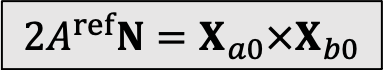 2A^ref N = X_a0 × X_b0